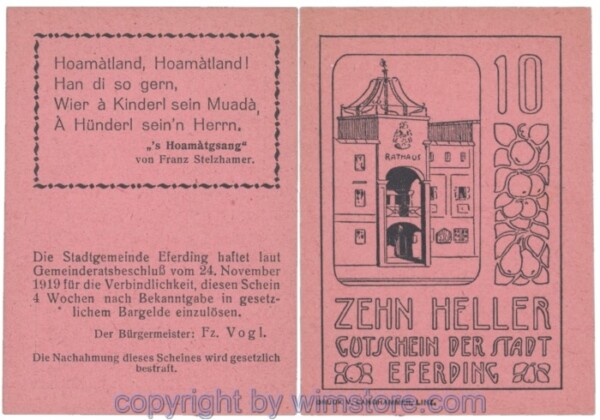 Hoamàtland, Hoamàtland!
Han di so gern,
Wier à Kinderl sein Muadà,
À Hünderl sein'n Herrn.
„'s Hoamàtgsang"
von Franz Stelzhamer.
Die Stadtgemeinde Eferding haftet laut
Gemeinderatsbeschluß vom 24. November
1919 für die Verbindlichkeit, diesen Schein
4 Wochen nach Bekanntgabe in gesetz-
lichem Bargelde einzulösen.
Der Bürgermeister: Fz. Vogl.
Die Nachahmung dieses Scheines wird gesetzlich
bestraft.
10
RATHAUS
ZEHN HELLER
GUTSCHEIN DER STADT
EFERDING
DRUCK V. LINZ.
copyright by wimstore.com